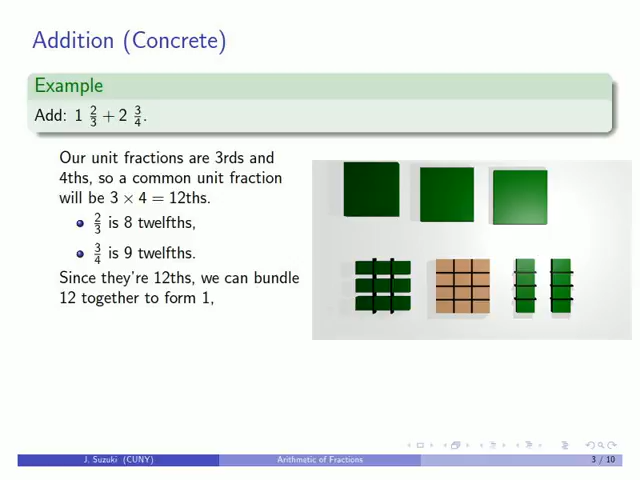 Addition (Concrete)
Example
Add: 1 2/3 + 2 3/4.
Our unit fractions are 3rds and
4ths, so a common unit fraction
will be 3 × 4 = 12ths.
2/3 is 8 twelfths,
3/4 is 9 twelfths.
Since they're 12ths, we can bundle
12 together to form 1,
J. Suzuki (CUNY) Arithmetic of Fractions 3 / 10